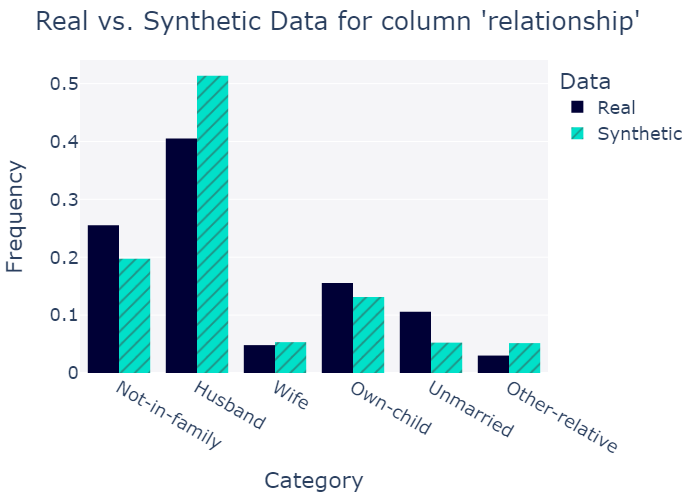 Real vs. Synthetic Data for column 'relationship'
Data
Real
Synthetic
Frequency
0.5
0.4
0.3
0.2
0.1
0
Not-in-family
Husband
Wife
Own-child
Unmarried
Other-relative
Category